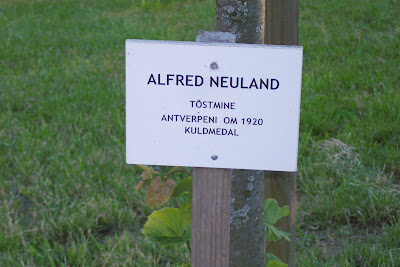 ALFRED NEULAND
TÕSTMINE
ANTVERPENI OM 1920
KULDMEDAL